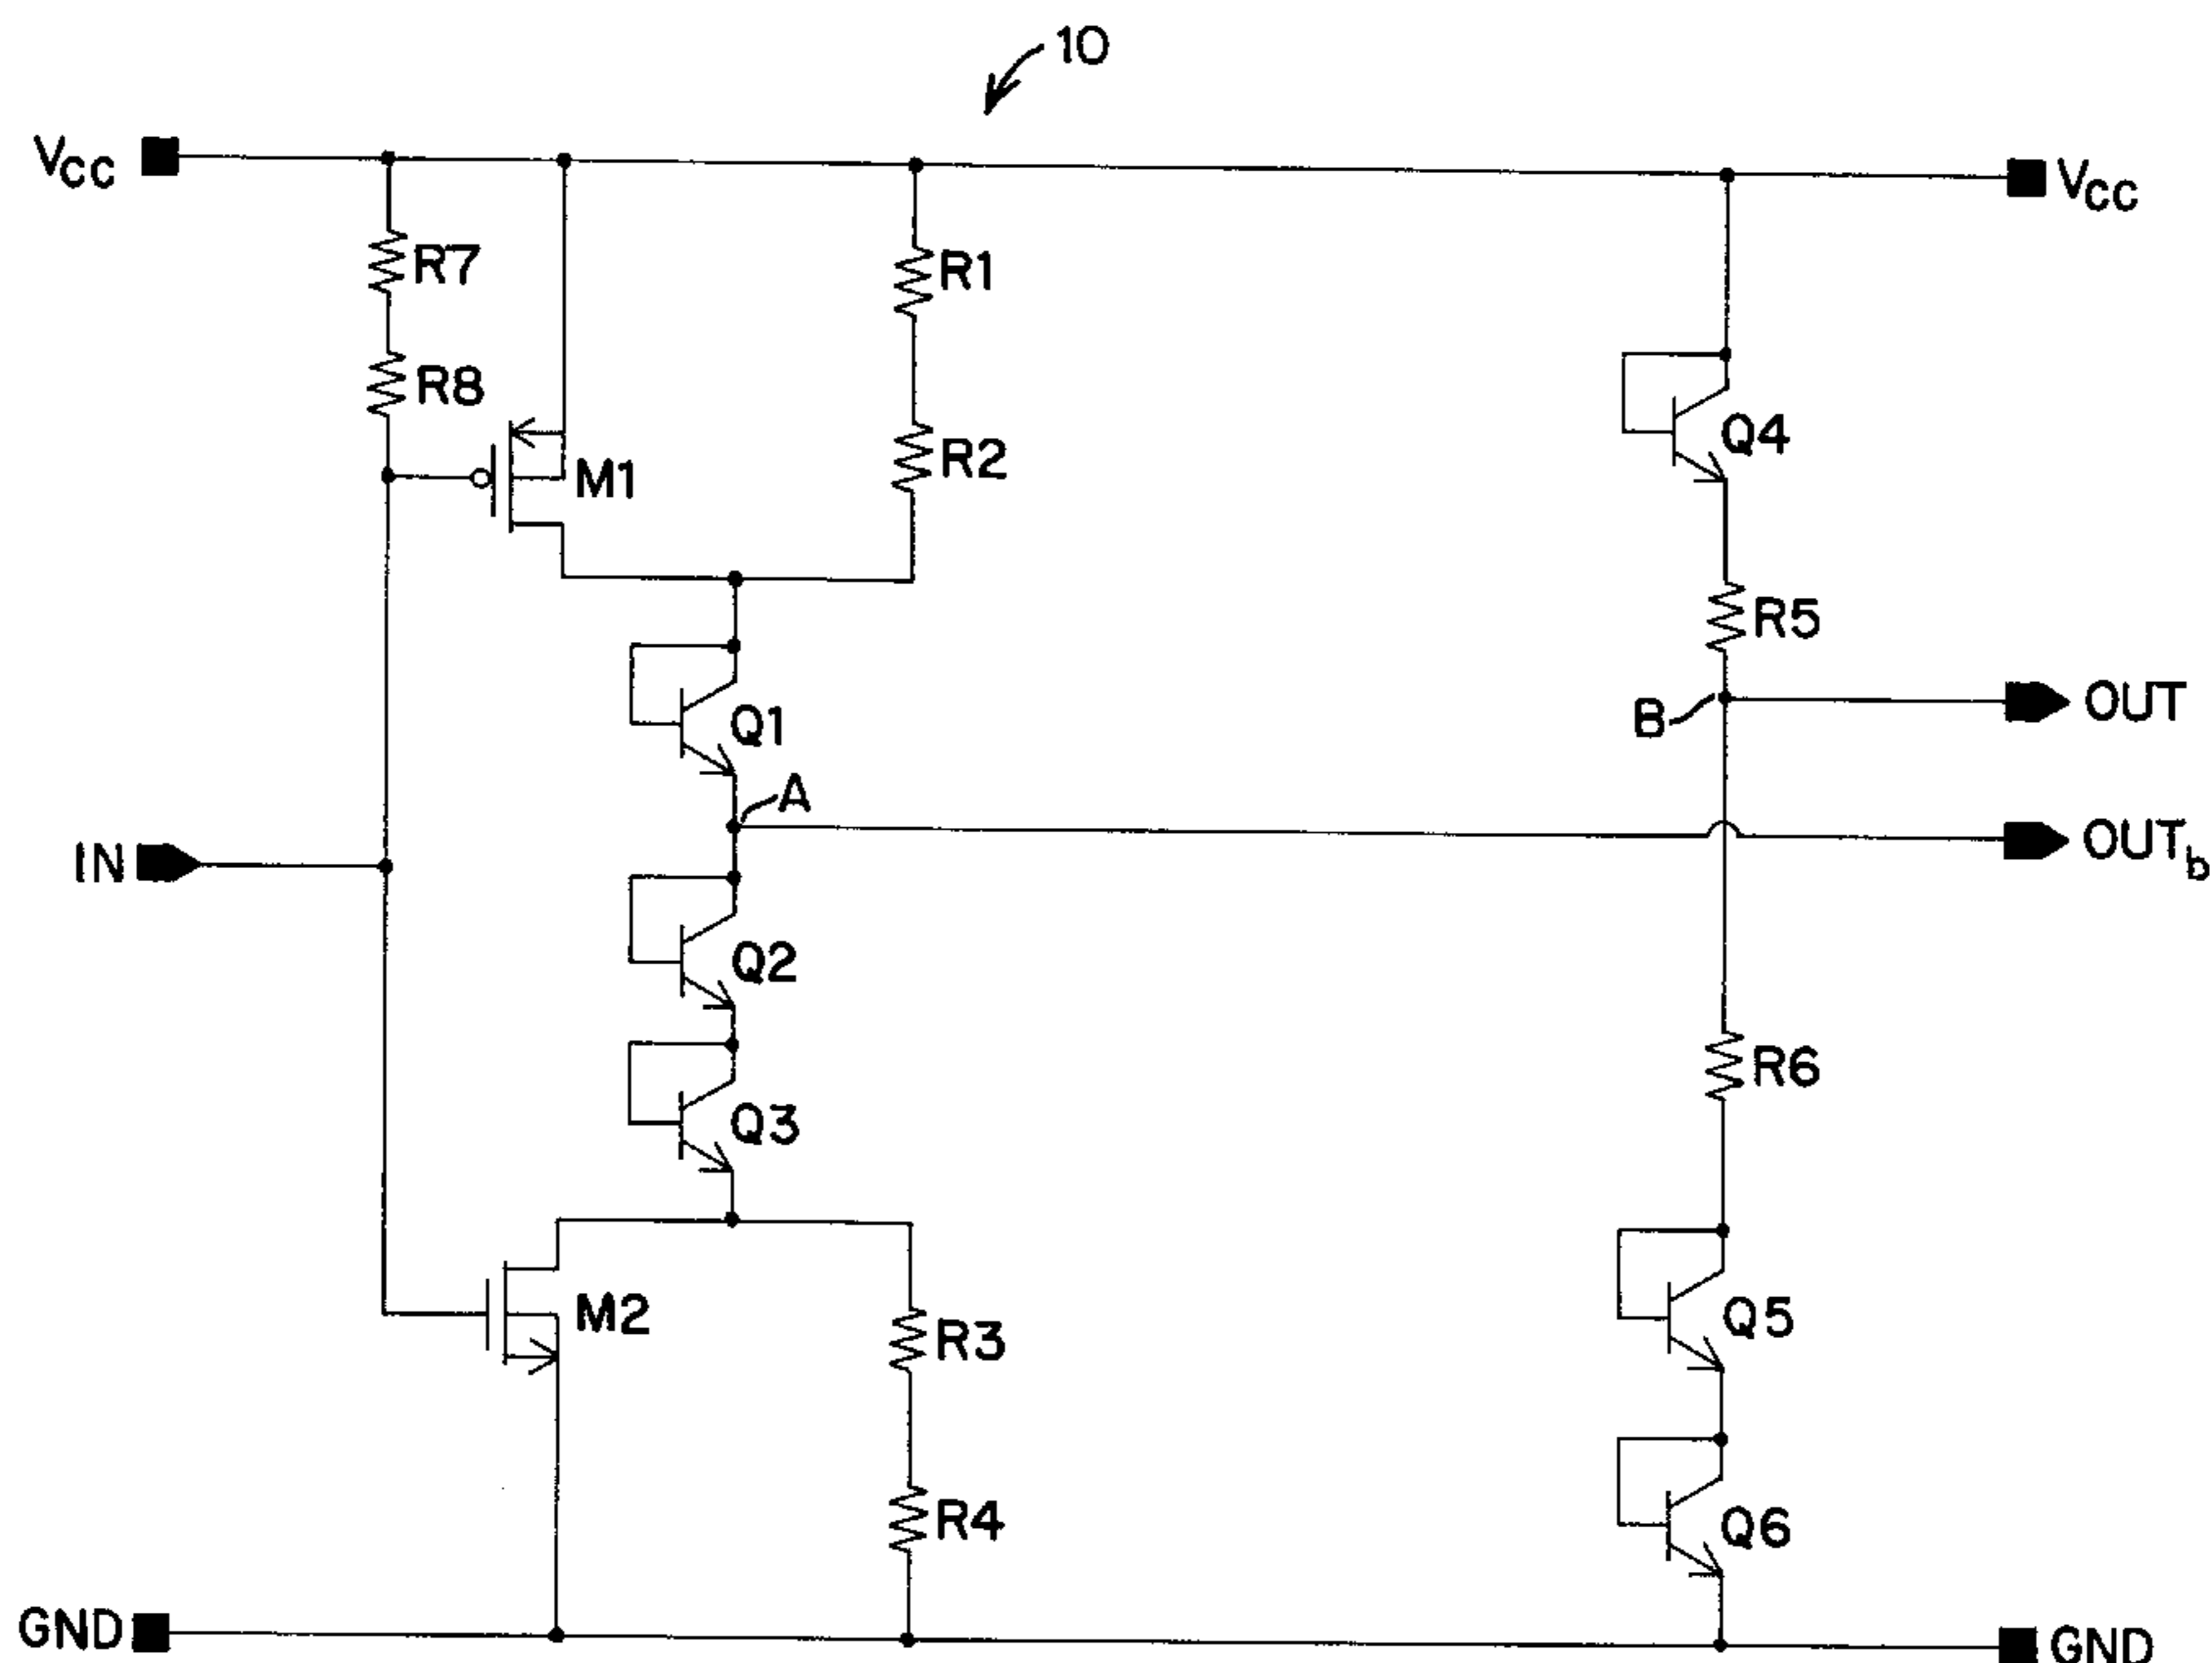 10
VCC
VCC
R7
R1
R8
M1
R2
Q4
R5
Q1
B
OUT
A
IN
OUTb
Q2
R6
Q3
M2
R3
Q5
R4
Q6
GND
GND